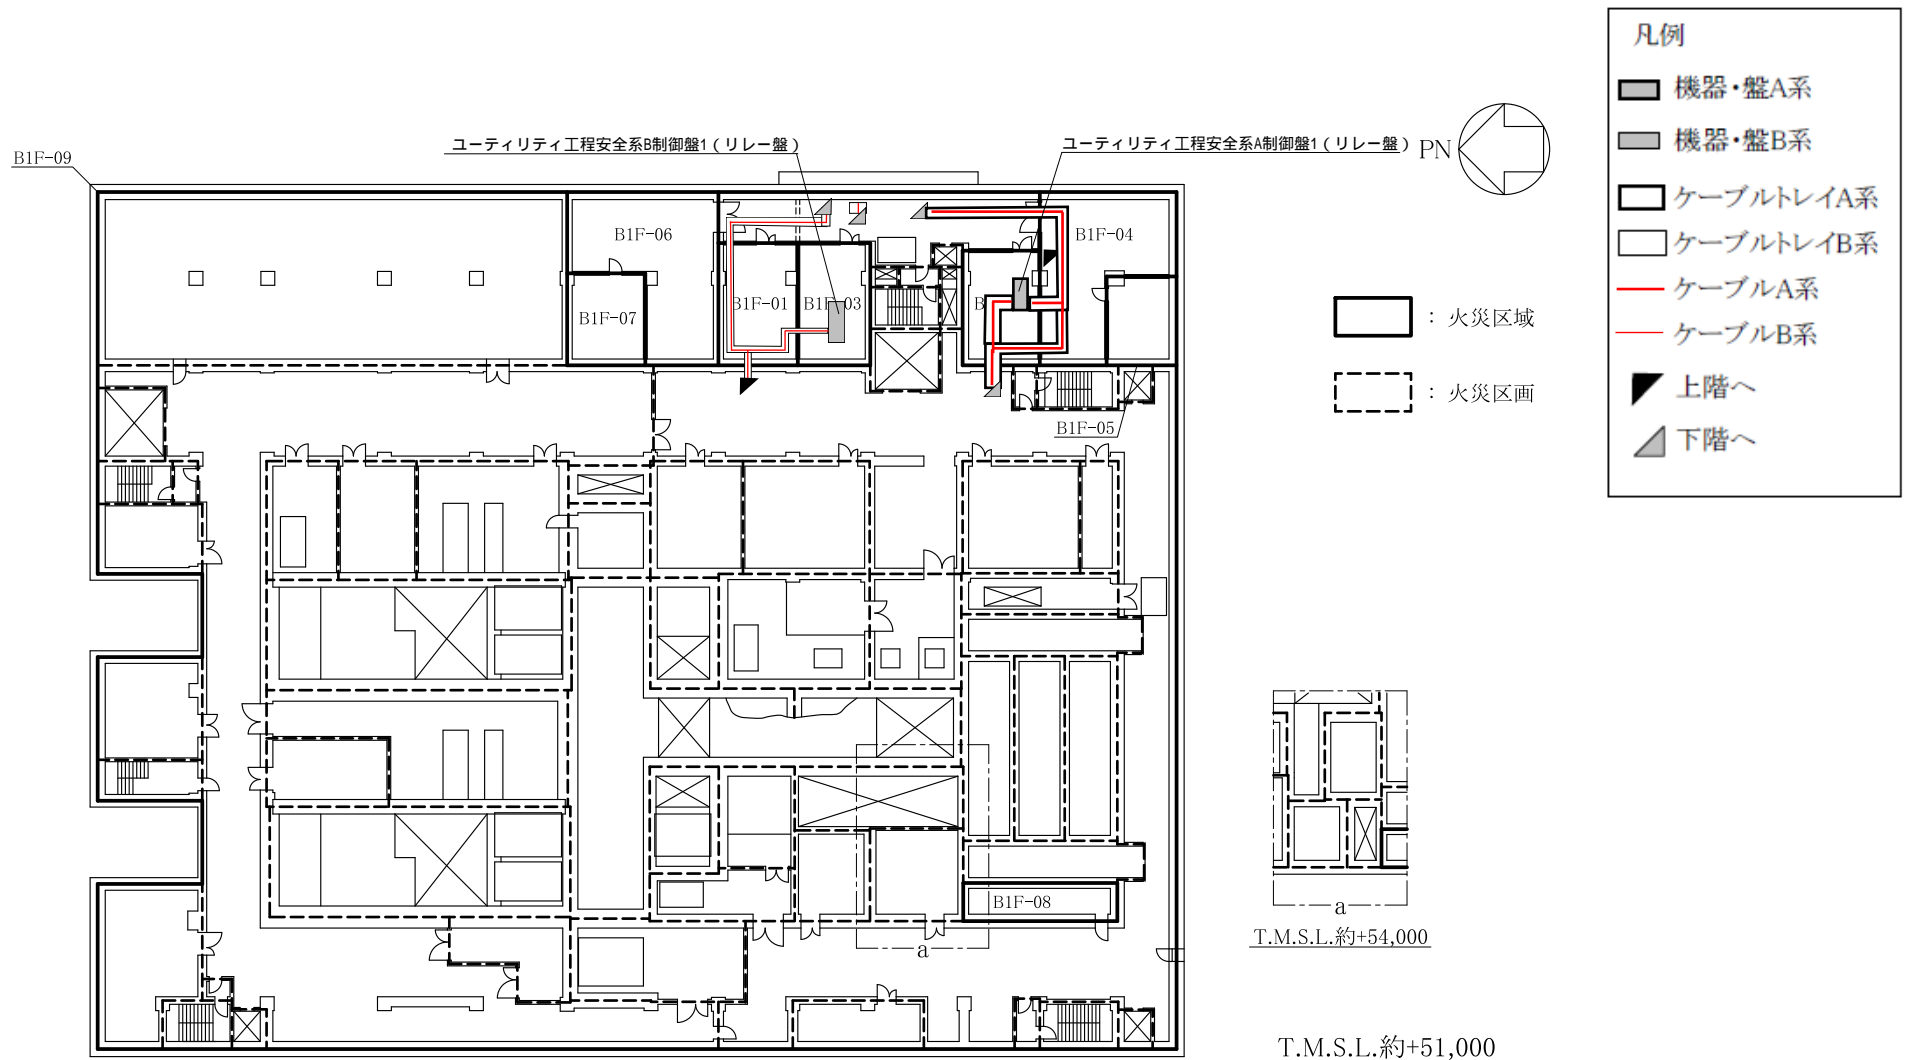 凡例
機器・盤A系
機器・盤B系
ケーブルトレイA系
ケーブルトレイB系
ケーブルA系
ケーブルB系
上階へ
下階へ
ユーティリティ工程安全系B制御盤1（リレー盤）
ユーティリティ工程安全系A制御盤1（リレー盤）
PN
B1F-09
B1F-06
B1F-04
B1F-01
B1F-03
B
B1F-07
：火災区域
：火災区画
B1F-05
B1F-08
a
a
T.M.S.L.約+54,000
T.M.S.L.約+51,000